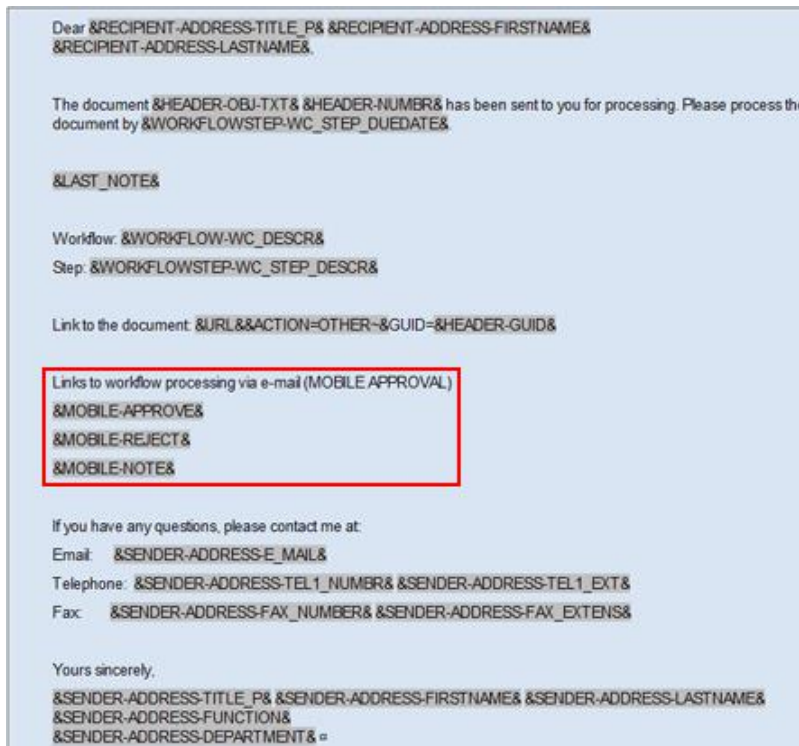 Dear &RECIPIENT-ADDRESS-TITLE_P& &RECIPIENT-ADDRESS-FIRSTNAME&
&RECIPIENT-ADDRESS-LASTNAME&,
The document &HEADER-OBJ-TXT& &HEADER-NUMBR& has been sent to you for processing. Please process the
document by &WORKFLOWSTEP-WC_STEP_DUEDATE&
&LAST_NOTE&
Workflow: &WORKFLOW-WC_DESCR&
Step: &WORKFLOWSTEP-WC_STEP_DESCR&
Link to the document: &URL&&ACTION=OTHER~&GUID=&HEADER-GUID&
Links to workflow processing via e-mail (MOBILE APPROVAL)
&MOBILE-APPROVE&
&MOBILE-REJECT&
&MOBILE-NOTE&
If you have any questions, please contact me at:
Email: &SENDER-ADDRESS-E_MAIL&
Telephone: &SENDER-ADDRESS-TEL1_NUMBR& &SENDER-ADDRESS-TEL1_EXT&
Fax: &SENDER-ADDRESS-FAX_NUMBER& &SENDER-ADDRESS-FAX_EXTENS&
Yours sincerely,
&SENDER-ADDRESS-TITLE_P& &SENDER-ADDRESS-FIRSTNAME& &SENDER-ADDRESS-LASTNAME&
&SENDER-ADDRESS-FUNCTION&
&SENDER-ADDRESS-DEPARTMENT& ¤